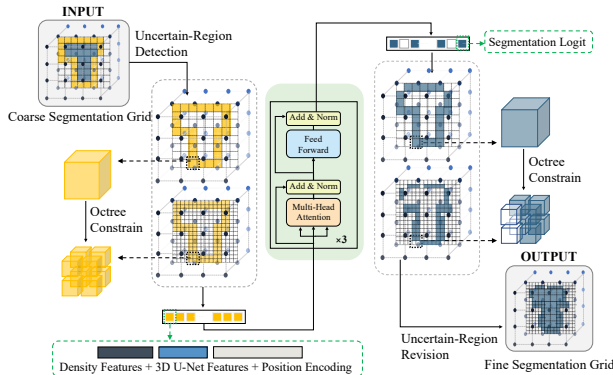 INPUT
Uncertain-Region
Detection
Coarse Segmentation Grid
Octree
Constrain
Add & Norm
Feed
Forward
Add & Norm
Multi-Head
Attention
×3
Segmentation Logit
Octree
Constrain
OUTPUT
Uncertain-Region
Revision
Fine Segmentation Grid
Density Features + 3D U-Net Features + Position Encoding